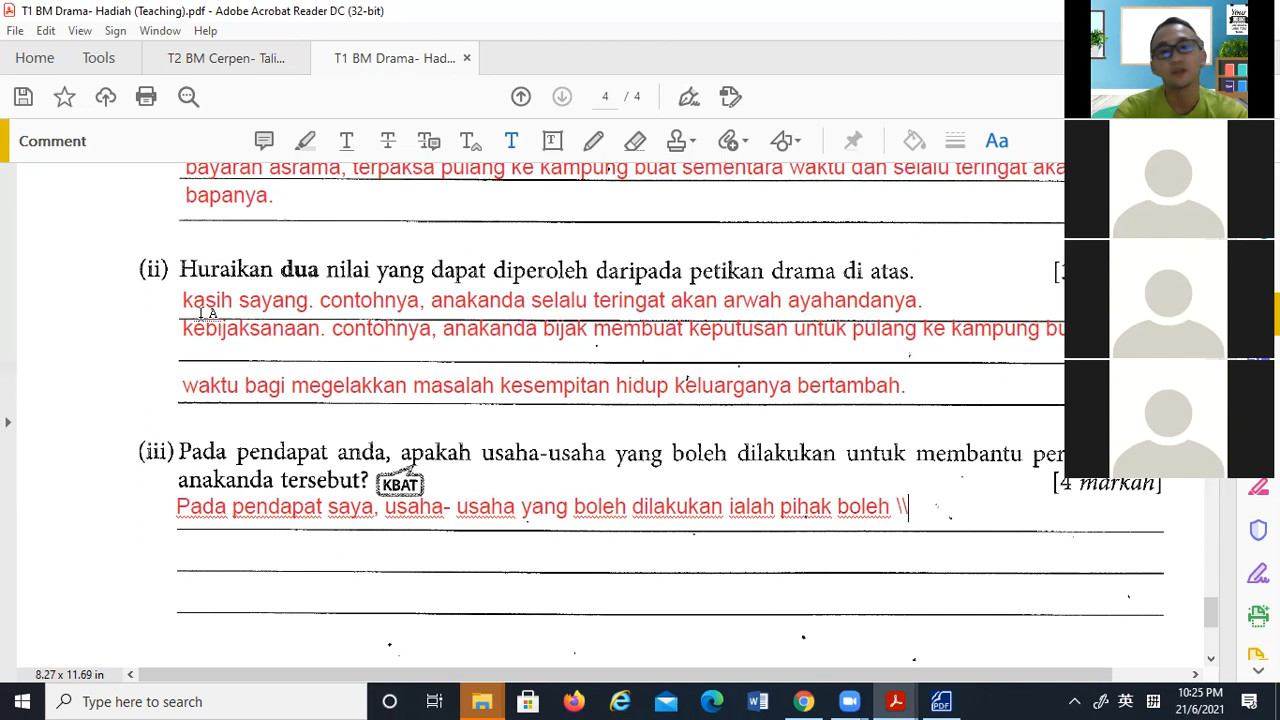 T1 BM Drama- Hadiah (Teaching).pdf - Adobe Acrobat Reader DC (32-bit)
File Edit View Sign Window Help
Home Tools T2 BM Cerpen- Tali... T1 BM Drama- Had... ×
4 / 4
Comment
Aa
bayaran asrama, terpaksa pulang ke kampung buat sementara waktu dan selalu teringat aka
bapanya.
(ii) Huraikan dua nilai yang dapat diperoleh daripada petikan drama di atas.
kasih sayang. contohnya, anakanda selalu teringat akan arwah ayahandanya.
kebijaksanaan. contohnya, anakanda bijak membuat keputusan untuk pulang ke kampung bu
waktu bagi megelakkan masalah kesempitan hidup keluarganya bertambah.
(iii) Pada pendapat anda, apakah usaha-usaha yang boleh dilakukan untuk membantu per
anakanda tersebut? KBAT [4 markah]
Pada pendapat saya, usaha- usaha yang boleh dilakukan ialah pihak boleh \\
8.27 x 11.69 in
Type here to search
英 拼
10:25 PM
21/6/2021